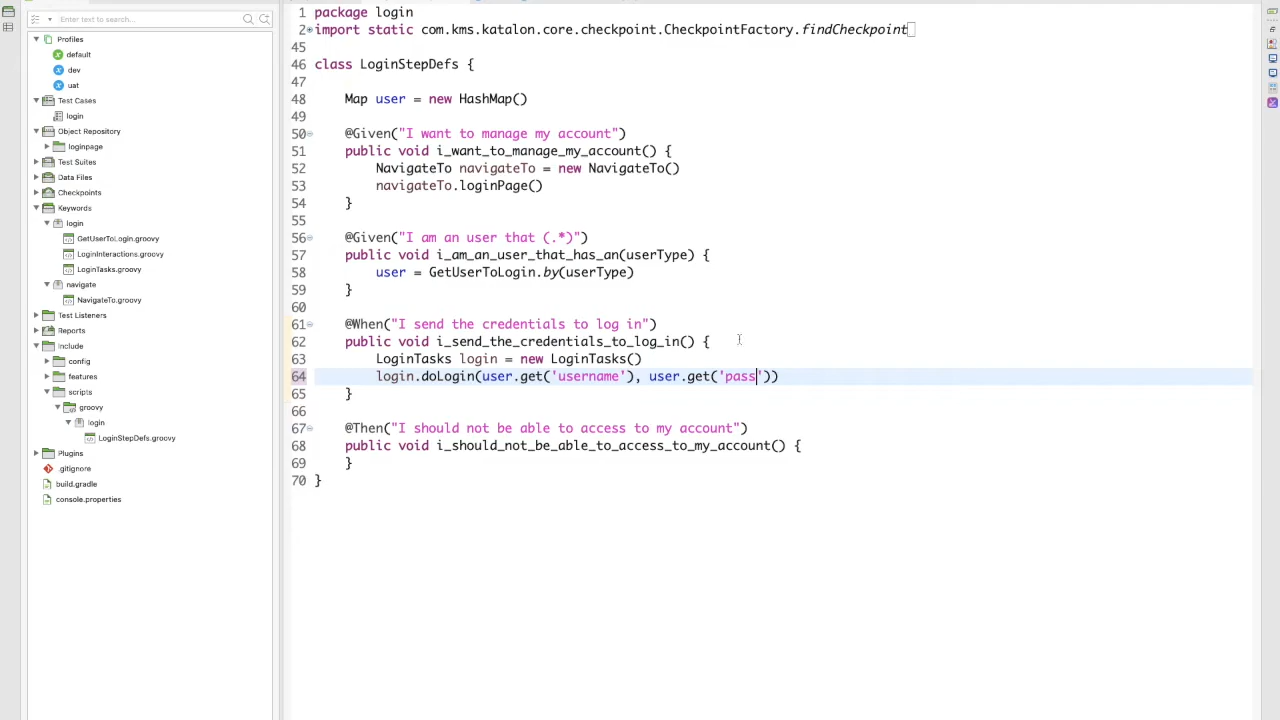 Enter text to search...
Profiles
default
dev
uat
Test Cases
login
Object Repository
loginpage
Test Suites
Data Files
Checkpoints
Keywords
login
GetUserToLogin.groovy
LoginInteractions.groovy
LoginTasks.groovy
navigate
NavigateTo.groovy
Test Listeners
Reports
Include
config
features
scripts
groovy
login
LoginStepDefs.groovy
Plugins
.gitignore
build.gradle
console.properties
1 package login
2 import static com.kms.katalon.core.checkpoint.CheckpointFactory.findCheckpoint
45
46 class LoginStepDefs {
47
48     Map user = new HashMap()
49
50     @Given("I want to manage my account")
51     public void i_want_to_manage_my_account() {
52         NavigateTo navigateTo = new NavigateTo()
53         navigateTo.loginPage()
54     }
55
56     @Given("I am an user that (.*)")
57     public void i_am_an_user_that_has_an(userType) {
58         user = GetUserToLogin.by(userType)
59     }
60
61     @When("I send the credentials to log in")
62     public void i_send_the_credentials_to_log_in() {
63         LoginTasks login = new LoginTasks()
64         login.doLogin(user.get('username'), user.get('pass'))
65     }
66
67     @Then("I should not be able to access to my account")
68     public void i_should_not_be_able_to_access_to_my_account() {
69     }
70 }